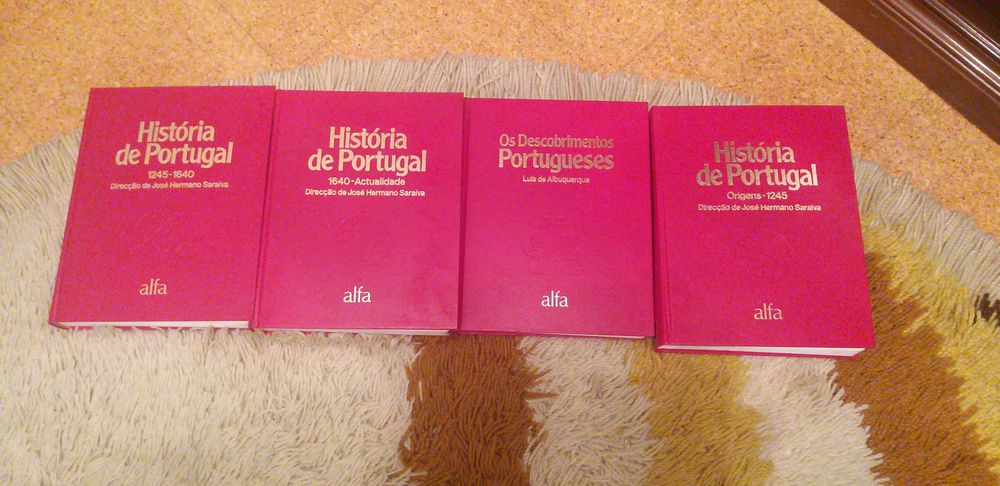 História
de Portugal
1245-1640
Direcção de José Hermano Saraiva
alfa
História
de Portugal
1640-Actualidade
Direcção de José Hermano Saraiva
alfa
Os Descobrimentos
Portugueses
Luís de Albuquerque
alfa
História
de Portugal
Origens-1245
Direcção de José Hermano Saraiva
alfa